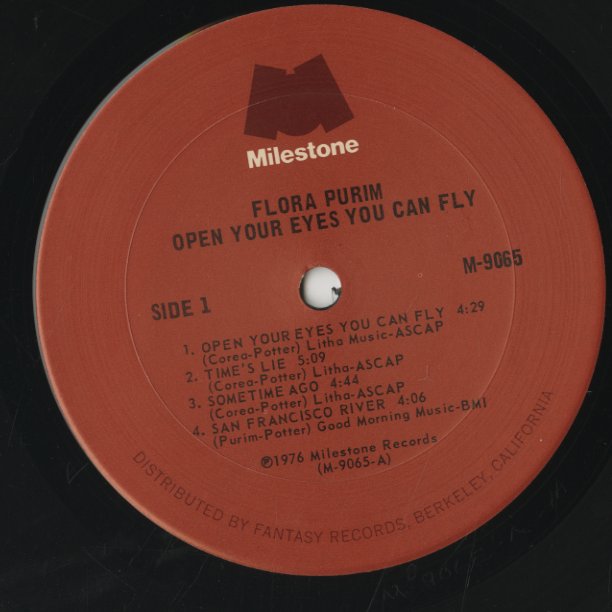 Milestone
FLORA PURIM
OPEN YOUR EYES YOU CAN FLY
M-9065
SIDE 1
1. OPEN YOUR EYES YOU CAN FLY 4:29
(Corea-Potter) Litha Music-ASCAP
2. TIME'S LIE 5:09
(Corea-Potter) Litha-ASCAP
3. SOMETIME AGO 4:44
(Corea-Potter) Litha-ASCAP
4. SAN FRANCISCO RIVER 4:06
(Purim-Potter) Good Morning Music-BMI
℗1976 Milestone Records
(M-9065-A)
DISTRIBUTED BY FANTASY RECORDS, BERKELEY, CALIFORNIA